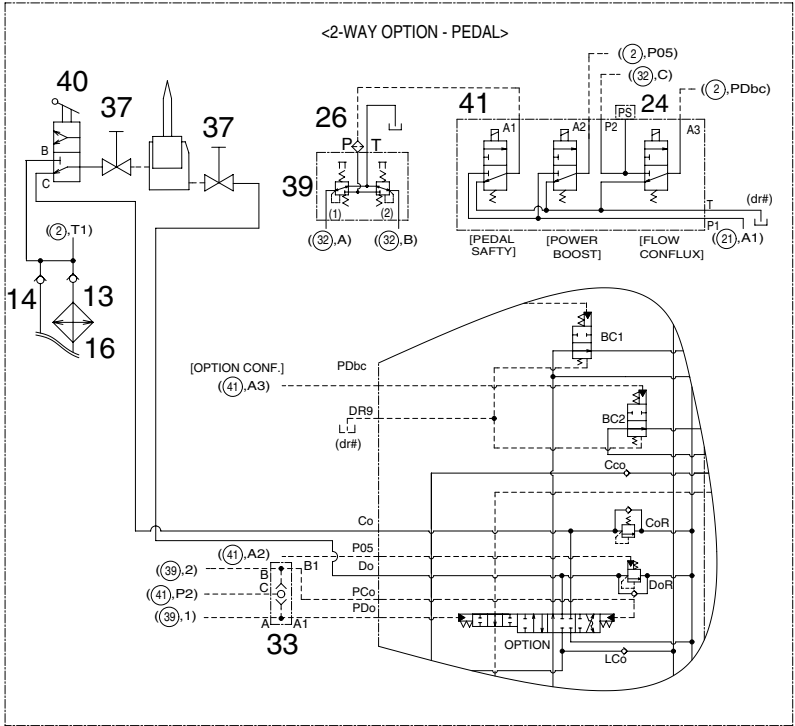 <2-WAY OPTION - PEDAL>
(2,P05)
(32,C)
(2,PDbc)
40
37
37
26
41
24
PS
A1
A2
P2
A3
P
T
B
C
39
(1)
(2)
(32,A)
(32,B)
T
(dr#)
P1
(21,A1)
[PEDAL SAFTY]
[POWER BOOST]
[FLOW CONFLUX]
(2,T1)
14
13
16
BC1
[OPTION CONF.]
PDbc
(41,A3)
DR9
(dr#)
BC2
Cco
Co
CoR
(41,A2)
P05
(39,2)
B
B1
Do
DoR
(41,P2)
C
PCo
(39,1)
A
A1
PDo
33
OPTION
LCo